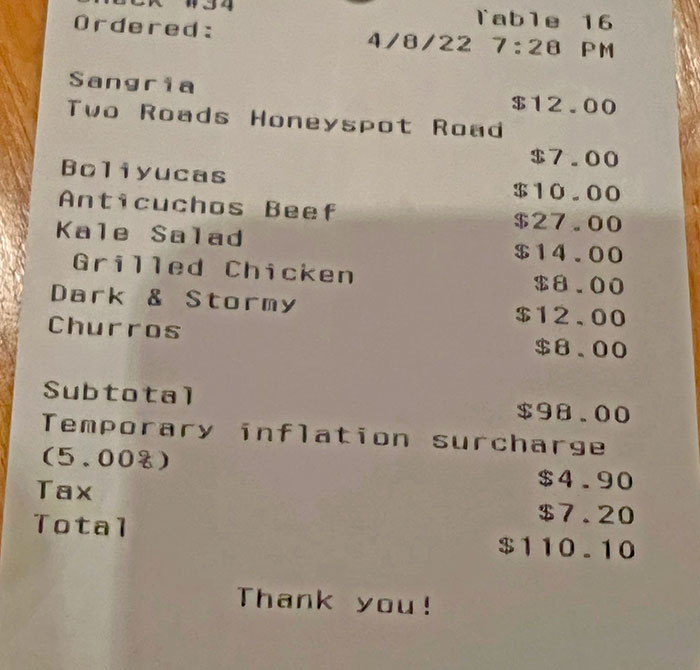 Check #34
Table 16
Ordered:
4/8/22 7:28 PM
Sangria $12.00
Two Roads Honeyspot Road
$7.00
Boliyucas $10.00
Anticuchos Beef $27.00
Kale Salad $14.00
Grilled Chicken $8.00
Dark & Stormy $12.00
Churros $8.00
Subtotal $98.00
Temporary inflation surcharge
(5.00%) $4.90
Tax $7.20
Total $110.10
Thank you!